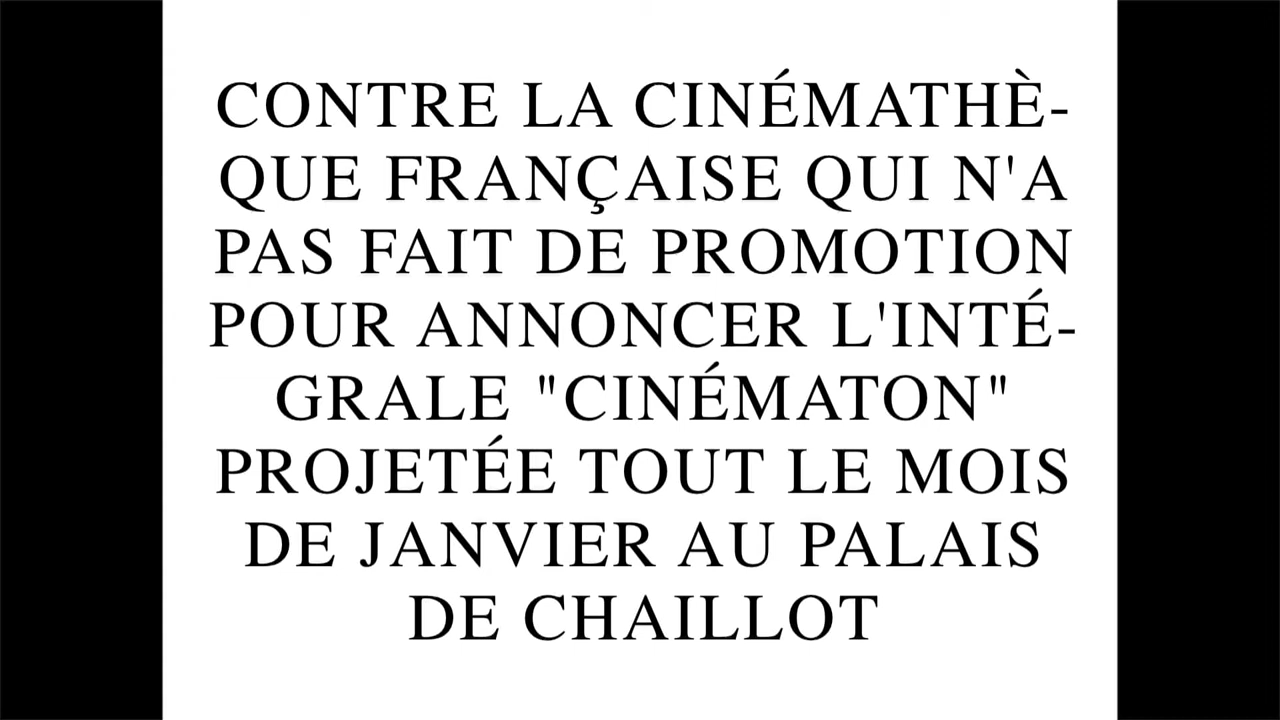 CONTRE LA CINÉMATHÈ-
QUE FRANÇAISE QUI N'A
PAS FAIT DE PROMOTION
POUR ANNONCER L'INTÉ-
GRALE "CINÉMATON"
PROJETÉE TOUT LE MOIS
DE JANVIER AU PALAIS
DE CHAILLOT